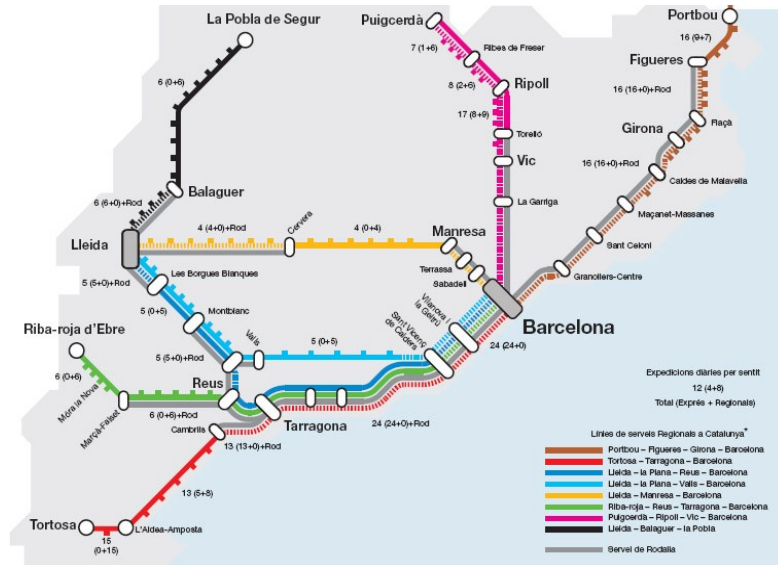 La Pobla de Segur
Puigcerdà
Portbou
7 (1+6)
Ribes de Freser
16 (9+7)
Figueres
6 (0+6)
8 (2+6)
Ripoll
16 (16+0)+Rod
17 (8+9)
Flaçà
Torelló
Girona
Vic
16 (16+0)+Rod
Caldes de Malavella
Balaguer
6 (6+0)+Rod
La Garriga
Maçanet-Massanes
Lleida
4 (4+0)+Rod
Cervera
4 (0+4)
Manresa
Sant Celoni
Terrassa
Sabadell
Granollers-Centre
5 (5+0)+Rod
Les Borgues Blanques
5 (0+5)
Montblanc
Vilanova i
la Geltrú
Sant Vicenç
de Calders
Barcelona
Riba-roja d'Ebre
5 (5+0)+Rod
Valls
5 (0+5)
24 (24+0)
6 (0+6)
Reus
Móra la Nova
Marçà-Falset
6 (0+6)+Rod
Cambrils
Tarragona
24 (24+0)+Rod
13 (13+0)+Rod
13 (5+8)
Tortosa
15
(0+15)
L'Aldea-Amposta
Expedicions diàries per sentit
12 (4+8)
Total (Exprés + Regionals)
Línies de serveis Regionals a Catalunya*
Portbou – Figueres – Girona – Barcelona
Tortosa – Tarragona – Barcelona
Lleida – la Plana – Reus – Barcelona
Lleida – la Plana – Valls – Barcelona
Lleida – Manresa – Barcelona
Riba-roja – Reus – Tarragona – Barcelona
Puigcerdà – Ripoll – Vic – Barcelona
Lleida – Balaguer – la Pobla
Servei de Rodalia